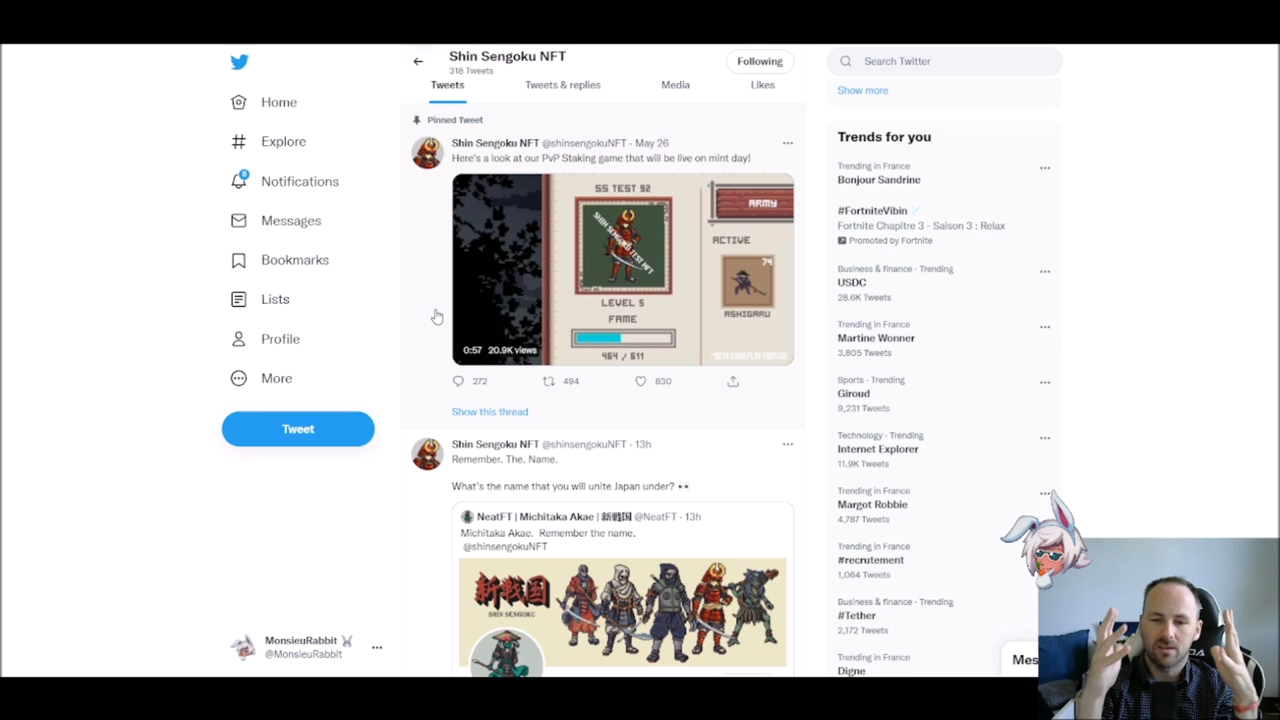 Home
Explore
8
Notifications
Messages
Bookmarks
Lists
Profile
More
Tweet
MonsieuRabbit
@MonsieuRabbit
Shin Sengoku NFT
318 Tweets
Following
Tweets
Tweets & replies
Media
Likes
Pinned Tweet
Shin Sengoku NFT @shinsengokuNFT · May 26
Here's a look at our PvP Staking game that will be live on mint day!
SS TEST 92
SHIN SENGOKU TEST NFT
LEVEL 5
FAME
464 / 611
ARMY
ACTIVE
74
ASHIGARU
*BETA GAMEPLAY FOOTAGE
0:57 20.9K views
272
494
830
Show this thread
Shin Sengoku NFT @shinsengokuNFT · 13h
Remember. The. Name.
What's the name that you will unite Japan under? 👀
NeatFT | Michitaka Akae | 新戦国 @NeatFT · 13h
Michitaka Akae. Remember the name.
@shinsengokuNFT
新戦国
SHIN SENGOKU
Search Twitter
Show more
Trends for you
Trending in France
Bonjour Sandrine
#FortniteVibin
Fortnite Chapitre 3 - Saison 3 : Relax
Promoted by Fortnite
Business & finance · Trending
USDC
28.6K Tweets
Trending in France
Martine Wonner
3,805 Tweets
Sports · Trending
Giroud
9,231 Tweets
Technology · Trending
Internet Explorer
11.9K Tweets
Trending in France
Margot Robbie
4,787 Tweets
Trending in France
#recrutement
1,064 Tweets
Business & finance · Trending
#Tether
2,172 Tweets
Trending in France
Digne
Mes